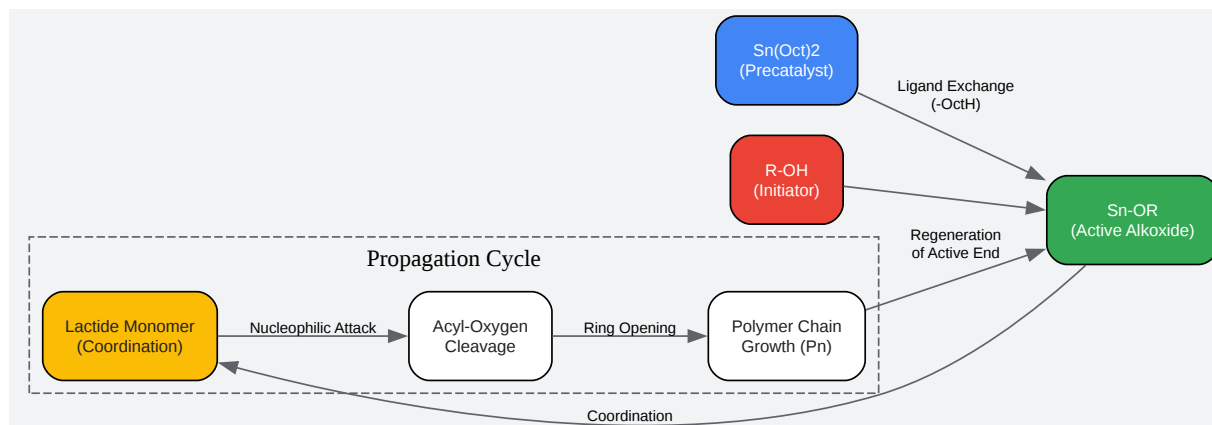 Sn(Oct)2
(Precatalyst)
Ligand Exchange
(-OctH)
R-OH
(Initiator)
Sn-OR
(Active Alkoxide)
Regeneration
of Active End
Propagation Cycle
Lactide Monomer
(Coordination)
Nucleophilic Attack
Acyl-Oxygen
Cleavage
Ring Opening
Polymer Chain
Growth (Pn)
Coordination